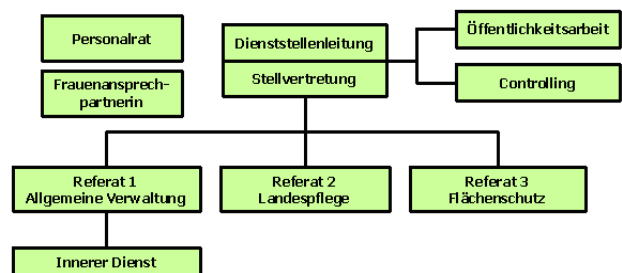 Personalrat
Frauenansprech-
partnerin
Dienststellenleitung
Stellvertretung
Öffentlichkeitsarbeit
Controlling
Referat 1
Allgemeine Verwaltung
Referat 2
Landespflege
Referat 3
Flächenschutz
Innerer Dienst